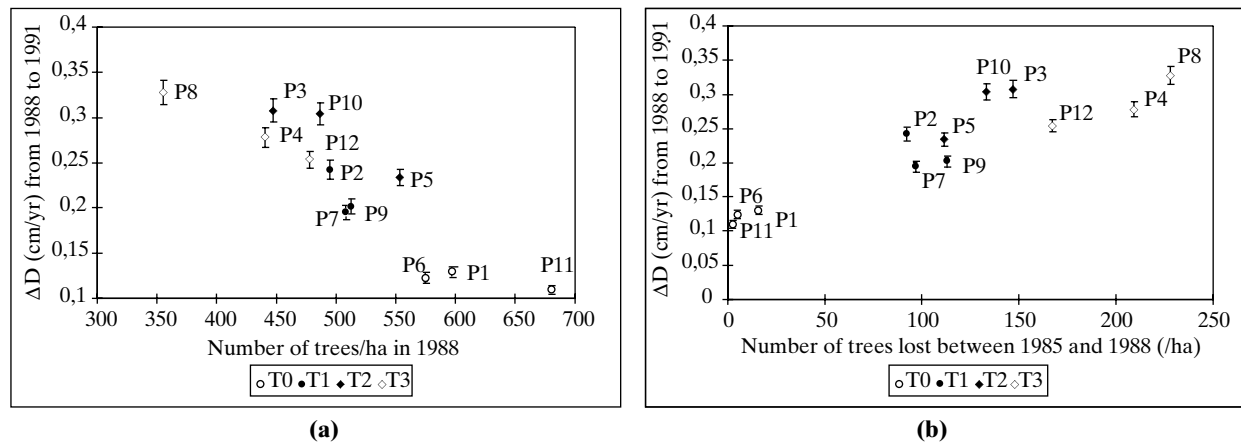 ΔD (cm/yr) from 1988 to 1991
0,4
0,35
0,3
0,25
0,2
0,15
0,1
P8
P3
P10
P4
P12
P2
P5
P7
P9
P6
P1
P11
300 350 400 450 500 550 600 650 700
Number of trees/ha in 1988
T0 T1 T2 T3
(a)
ΔD (cm/yr) from 1988 to 1991
0,4
0,35
0,3
0,25
0,2
0,15
0,1
0,05
0
P8
P10 P3
P4
P12
P2
P5
P7
P9
P6
P1
P11
0 50 100 150 200 250
Number of trees lost between 1985 and 1988 (/ha)
T0 T1 T2 T3
(b)